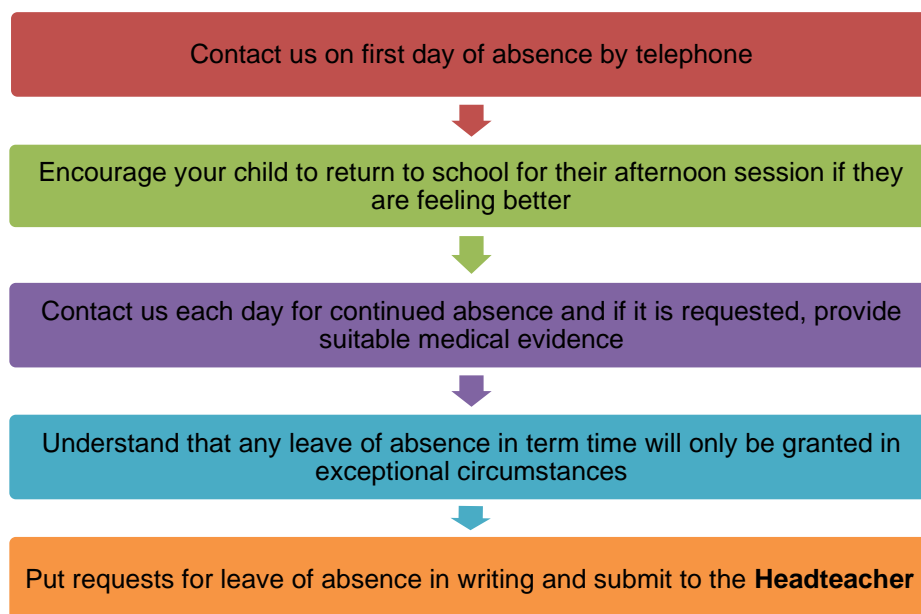 Contact us on first day of absence by telephone
Encourage your child to return to school for their afternoon session if they
are feeling better
Contact us each day for continued absence and if it is requested, provide
suitable medical evidence
Understand that any leave of absence in term time will only be granted in
exceptional circumstances
Put requests for leave of absence in writing and submit to the Headteacher